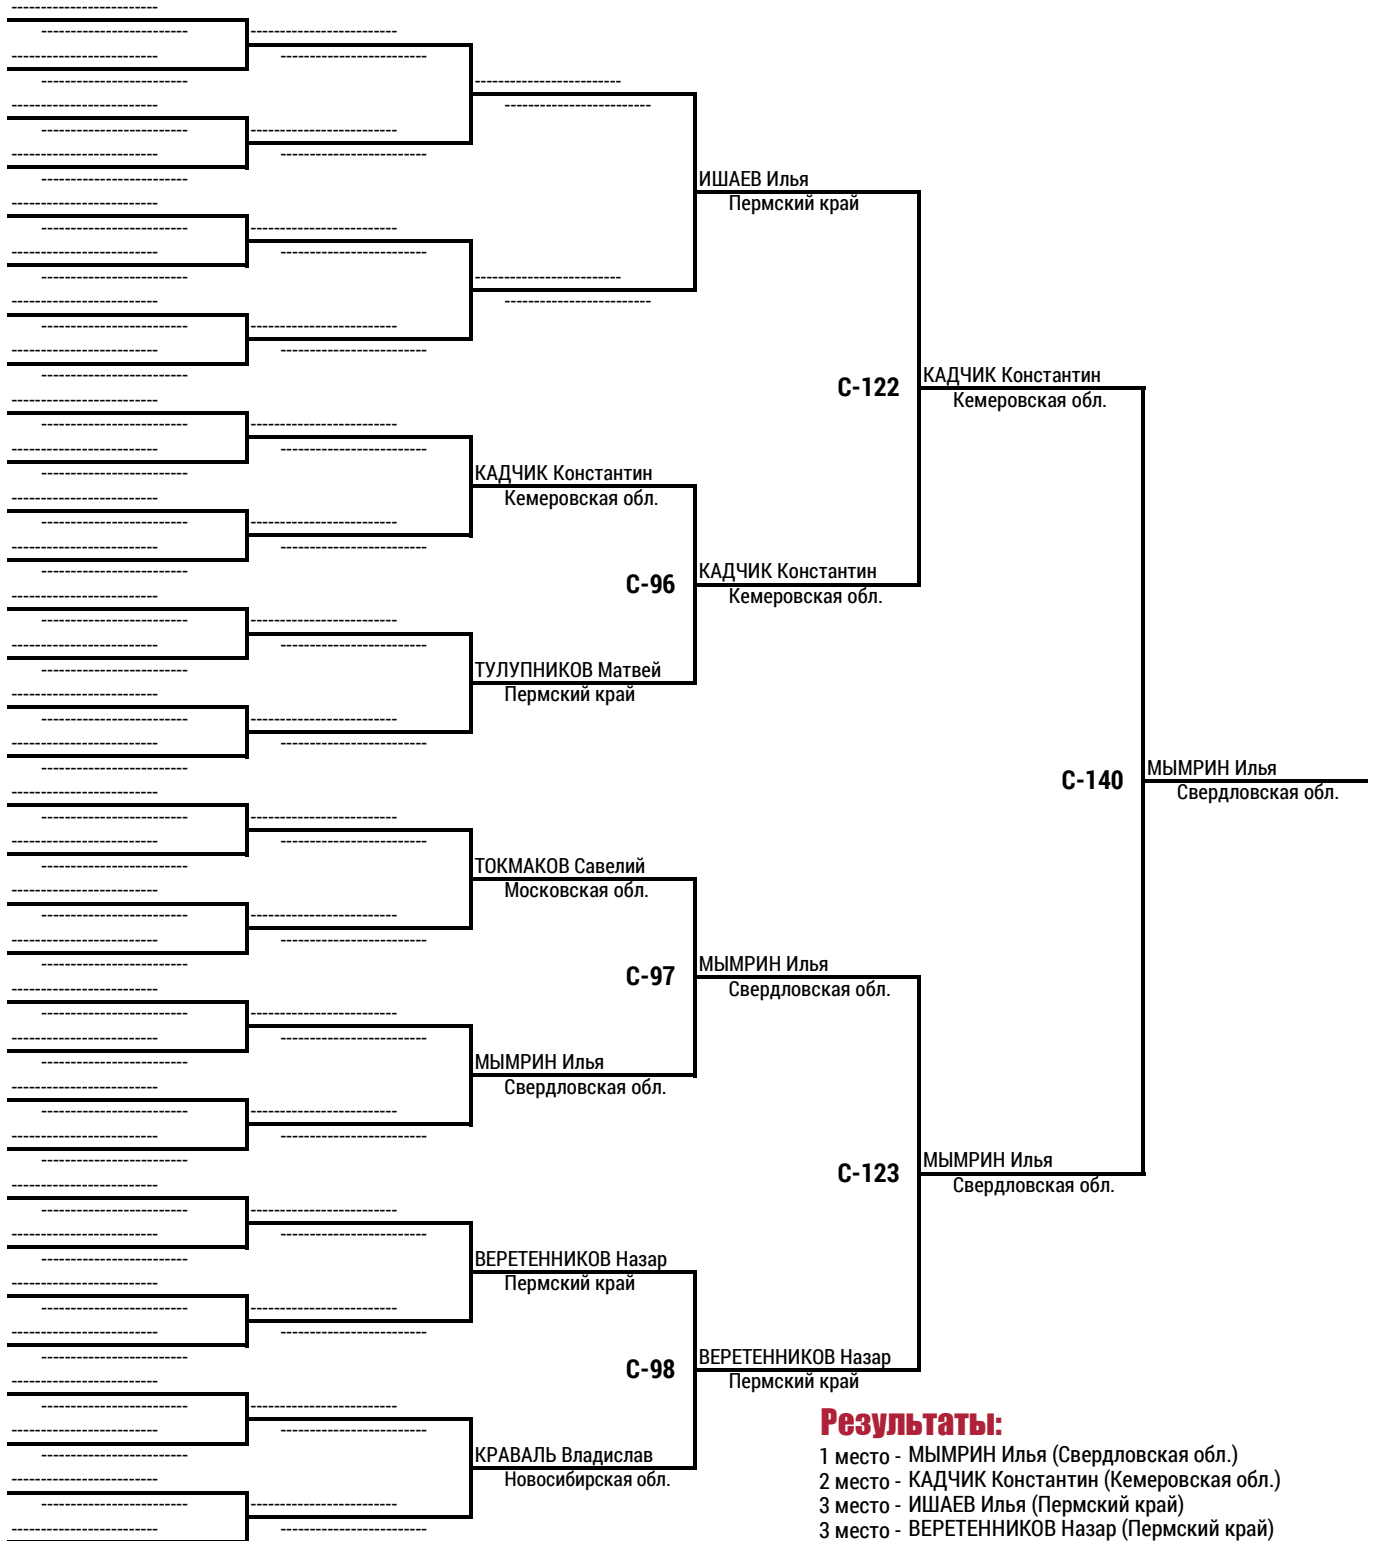 ИШАЕВ Илья
Пермский край
С-122
КАДЧИК Константин
Кемеровская обл.
КАДЧИК Константин
Кемеровская обл.
С-96
КАДЧИК Константин
Кемеровская обл.
ТУЛУПНИКОВ Матвей
Пермский край
С-140
МЫМРИН Илья
Свердловская обл.
ТОКМАКОВ Савелий
Московская обл.
С-97
МЫМРИН Илья
Свердловская обл.
МЫМРИН Илья
Свердловская обл.
С-123
МЫМРИН Илья
Свердловская обл.
ВЕРЕТЕННИКОВ Назар
Пермский край
С-98
ВЕРЕТЕННИКОВ Назар
Пермский край
КРАВАЛЬ Владислав
Новосибирская обл.
Результаты:
1 место - МЫМРИН Илья (Свердловская обл.)
2 место - КАДЧИК Константин (Кемеровская обл.)
3 место - ИШАЕВ Илья (Пермский край)
3 место - ВЕРЕТЕННИКОВ Назар (Пермский край)